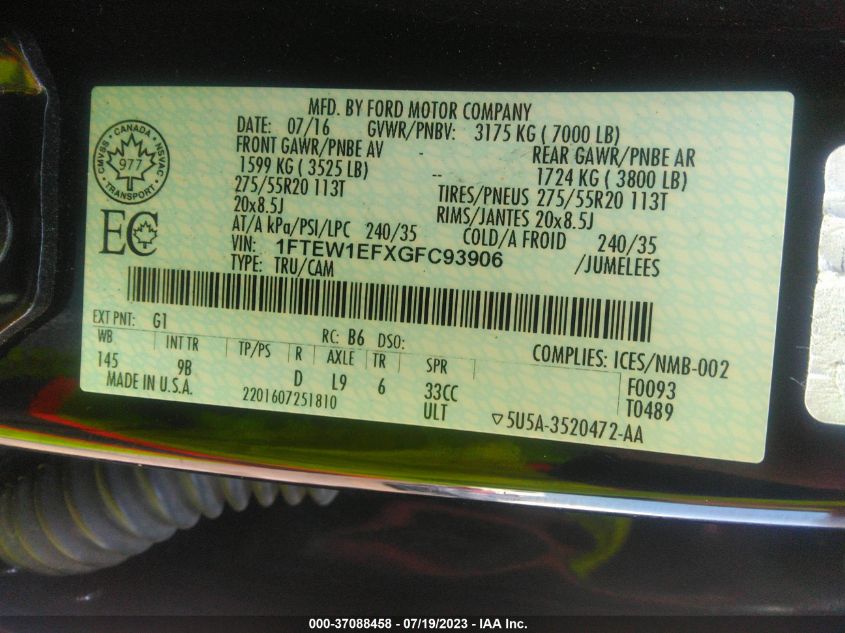 MFD. BY FORD MOTOR COMPANY
DATE: 07/16 GVWR/PNBV: 3175 KG ( 7000 LB)
FRONT GAWR/PNBE AV - REAR GAWR/PNBE AR
1599 KG ( 3525 LB) -- 1724 KG ( 3800 LB)
275/55R20 113T TIRES/PNEUS 275/55R20 113T
20x8.5J RIMS/JANTES 20x8.5J
AT/A kPa/PSI/LPC 240/35 COLD/A FROID 240/35
VIN: 1FTEW1EFXGFC93906 /JUMELEES
TYPE: TRU/CAM
CANADA
CMVSS 977 NSVAC
TRANSPORT
EC
EXT PNT: G1 RC: B6 DSO:
COMPLIES: ICES/NMB-002
WB INT TR TP/PS R AXLE TR SPR
145 9B D L9 6 33CC F0093
ULT T0489
MADE IN U.S.A. 2201607251810
▽5U5A-3520472-AA
000-37088458 - 07/19/2023 - IAA Inc.